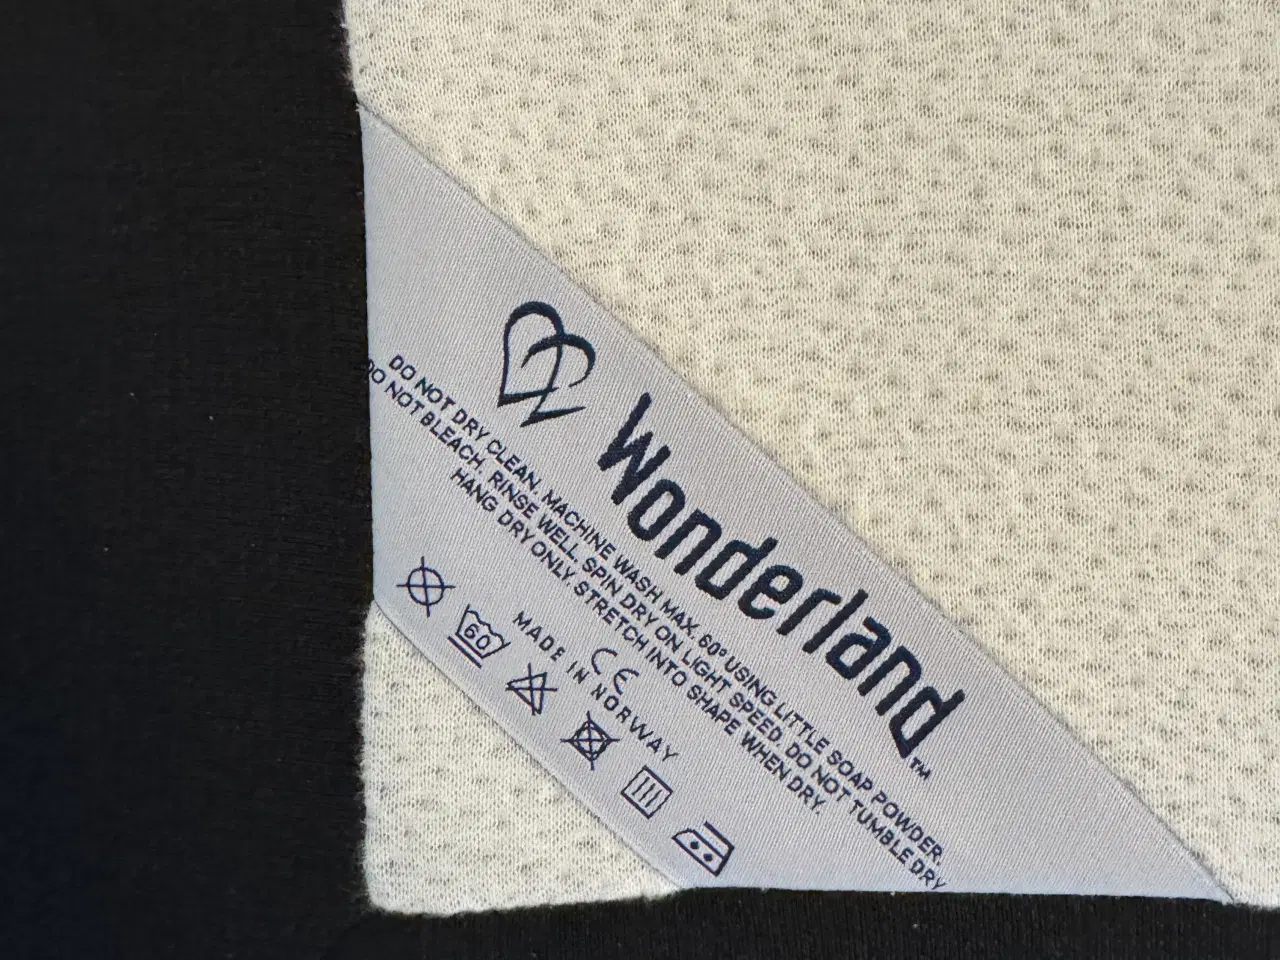 Wonderland™
DO NOT DRY CLEAN. MACHINE WASH MAX. 60° USING LITTLE SOAP POWDER.
DO NOT BLEACH. RINSE WELL. SPIN DRY ON LIGHT SPEED. DO NOT TUMBLE DRY
HANG DRY ONLY. STRETCH INTO SHAPE WHEN DRY.
CE
MADE IN NORWAY
60